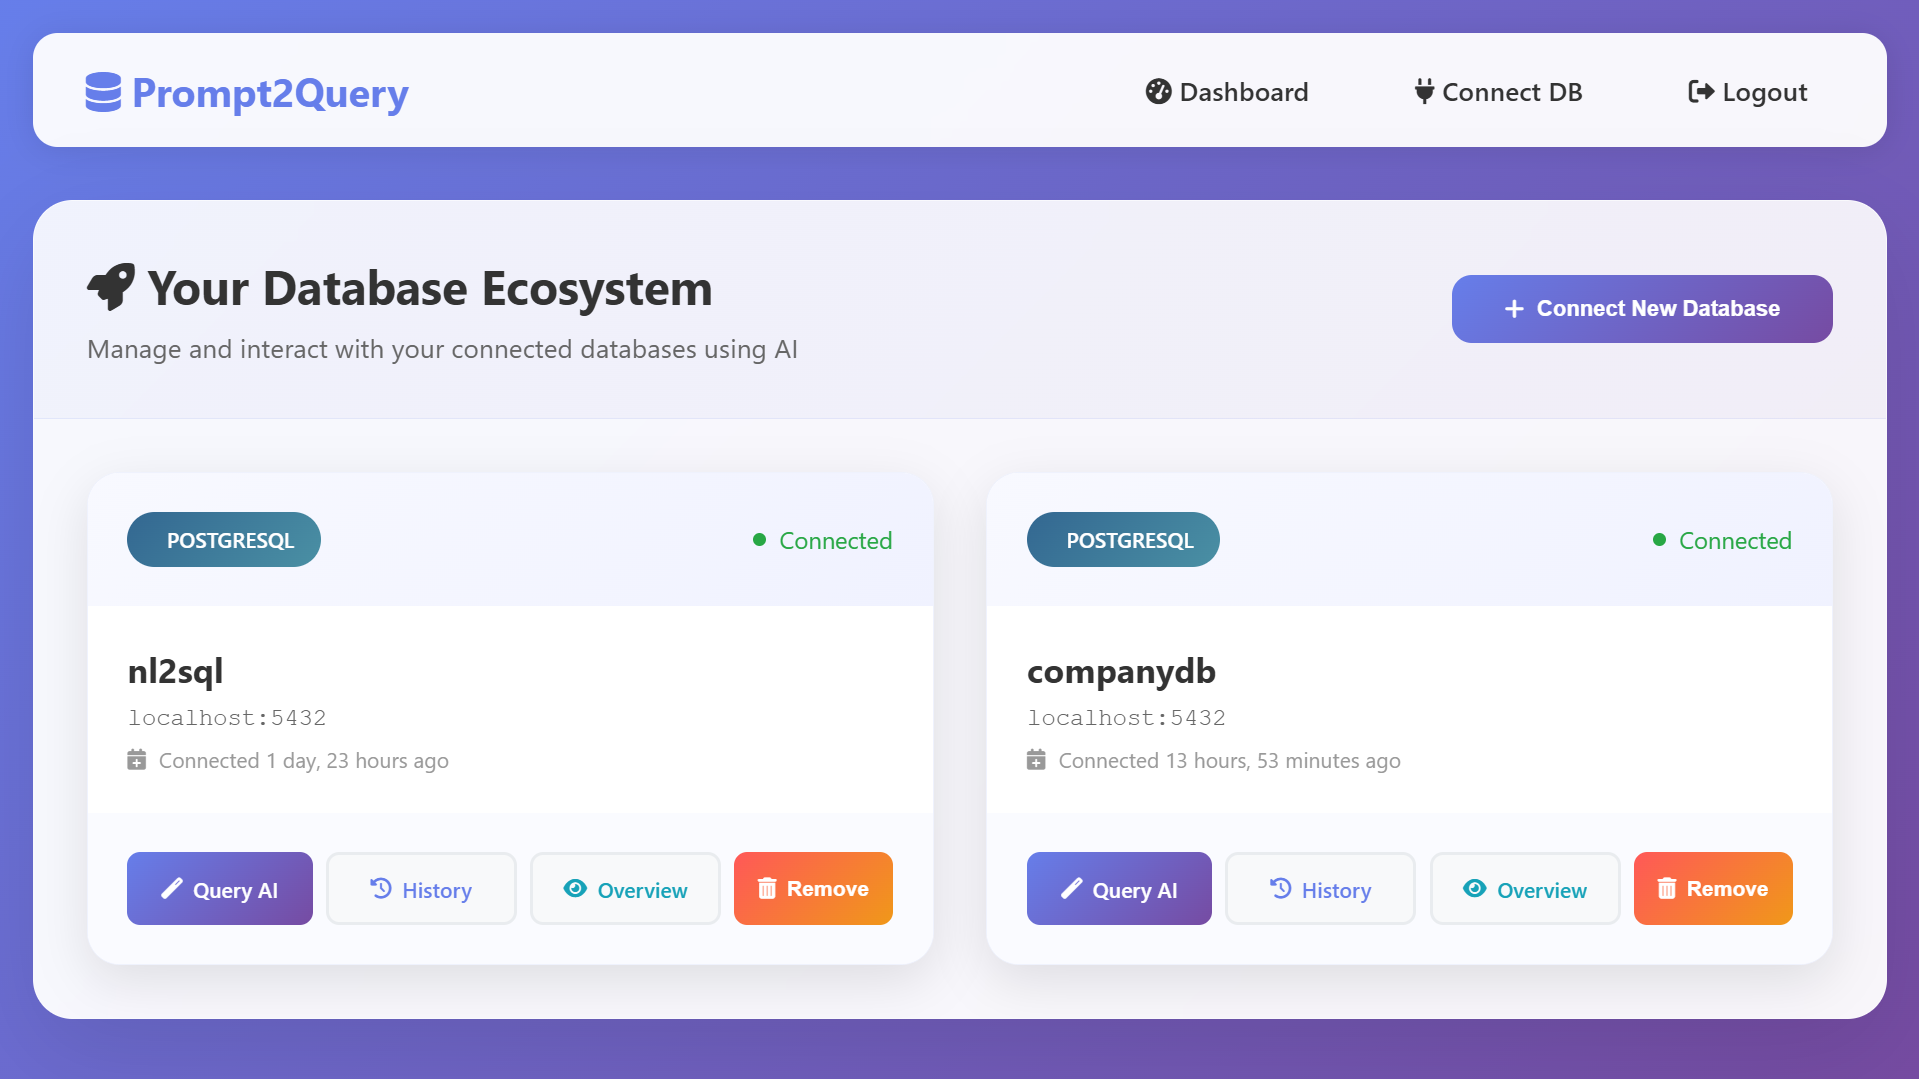 Prompt2Query
Dashboard
Connect DB
Logout
Your Database Ecosystem
Manage and interact with your connected databases using AI
Connect New Database
POSTGRESQL
Connected
nl2sql
localhost:5432
Connected 1 day, 23 hours ago
Query AI
History
Overview
Remove
POSTGRESQL
Connected
companydb
localhost:5432
Connected 13 hours, 53 minutes ago
Query AI
History
Overview
Remove